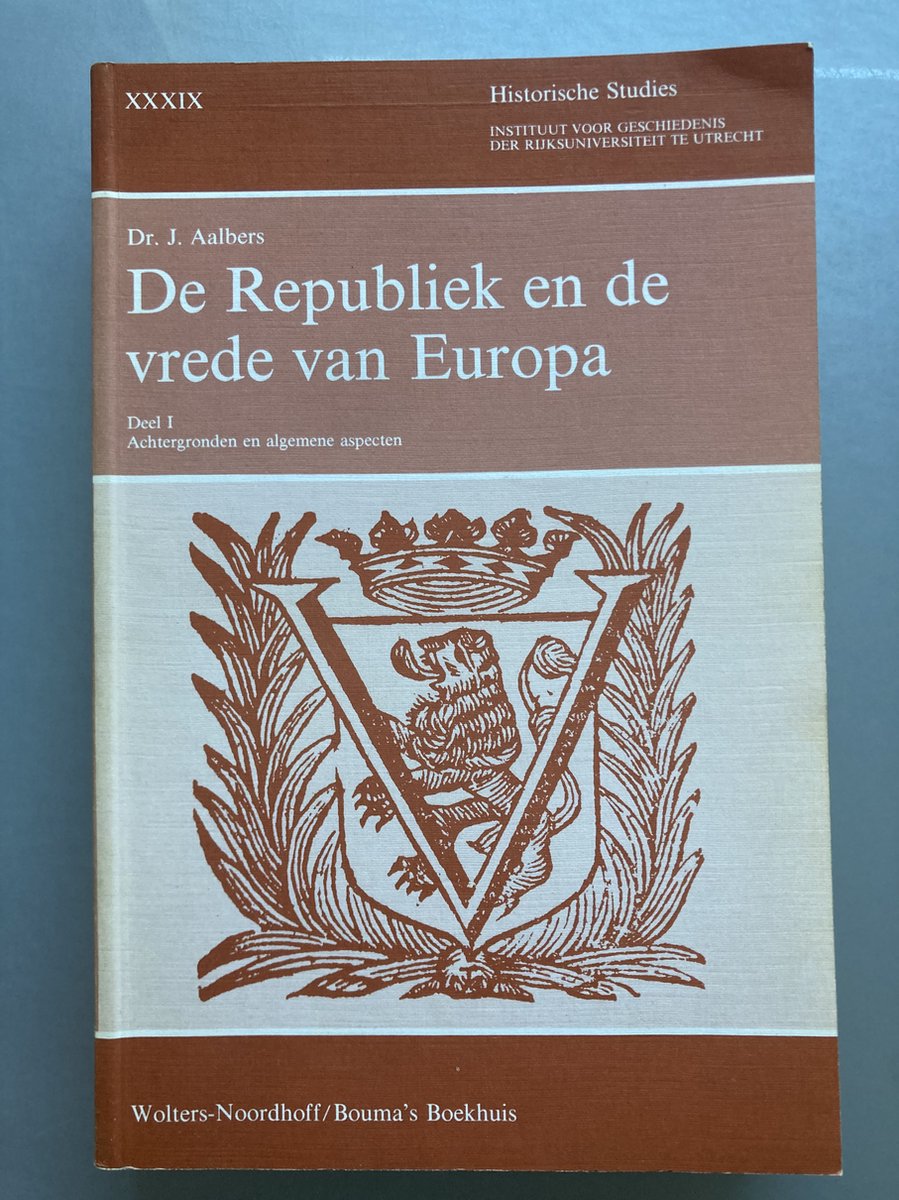 XXXIX
Historische Studies
INSTITUUT VOOR GESCHIEDENIS
DER RIJKSUNIVERSITEIT TE UTRECHT
Dr. J. Aalbers
De Republiek en de
vrede van Europa
Deel I
Achtergronden en algemene aspecten
V
Wolters-Noordhoff/Bouma's Boekhuis